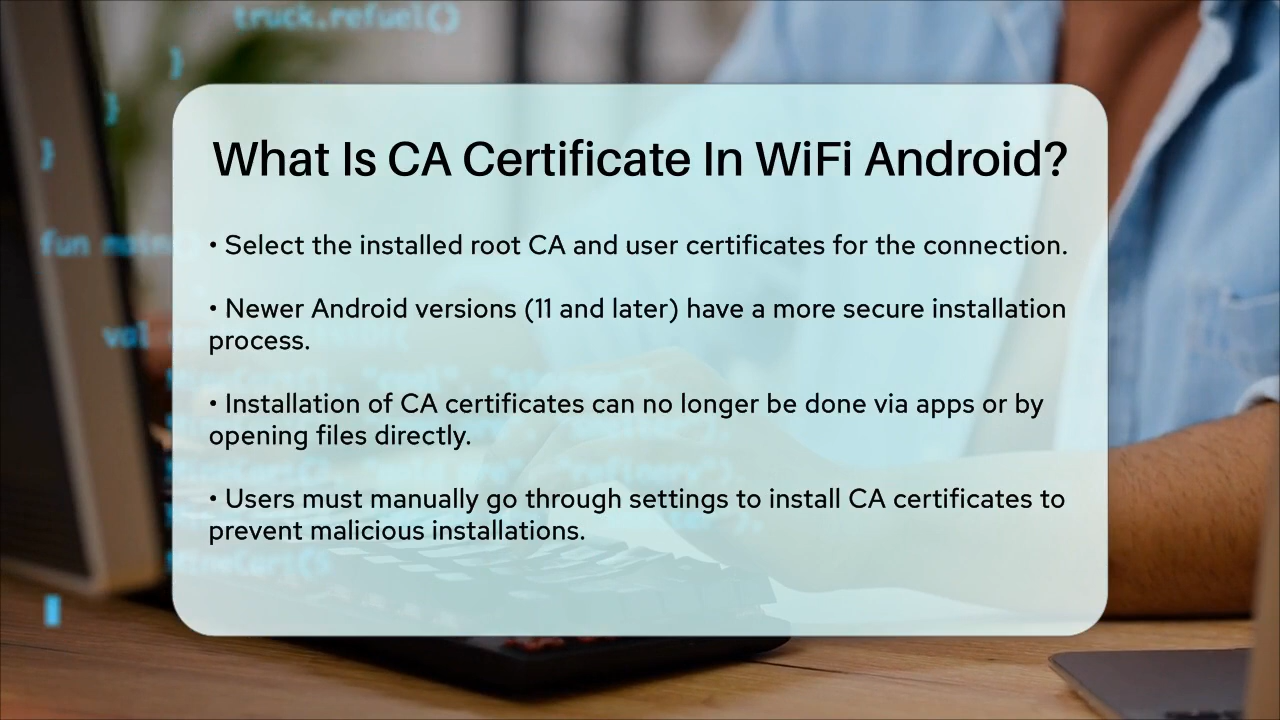 truck.refuel()
}
}
}
What Is CA Certificate In WiFi Android?
fun main
• Select the installed root CA and user certificates for the connection.
• Newer Android versions (11 and later) have a more secure installation
process.
val
• Installation of CA certificates can no longer be done via apps or by
opening files directly.
• Users must manually go through settings to install CA certificates to
prevent malicious installations.